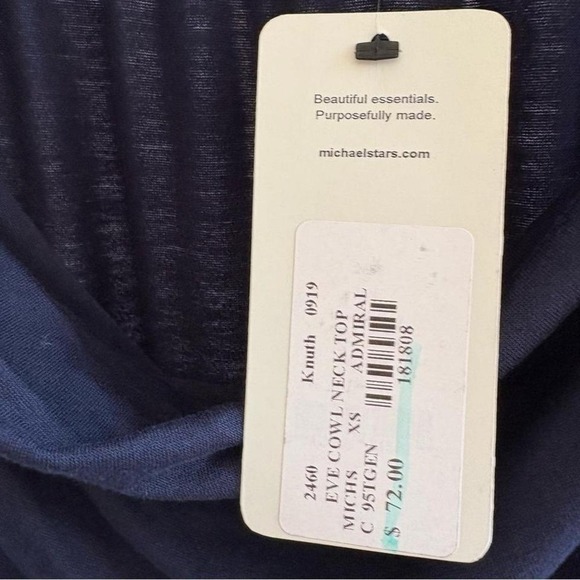 Beautiful essentials.
Purposefully made.
michaelstars.com
2460 Knuth 0919
EVE COWL NECK TOP
MICHS XS ADMIRAL
C 95TGEN
$ 72.00 181808